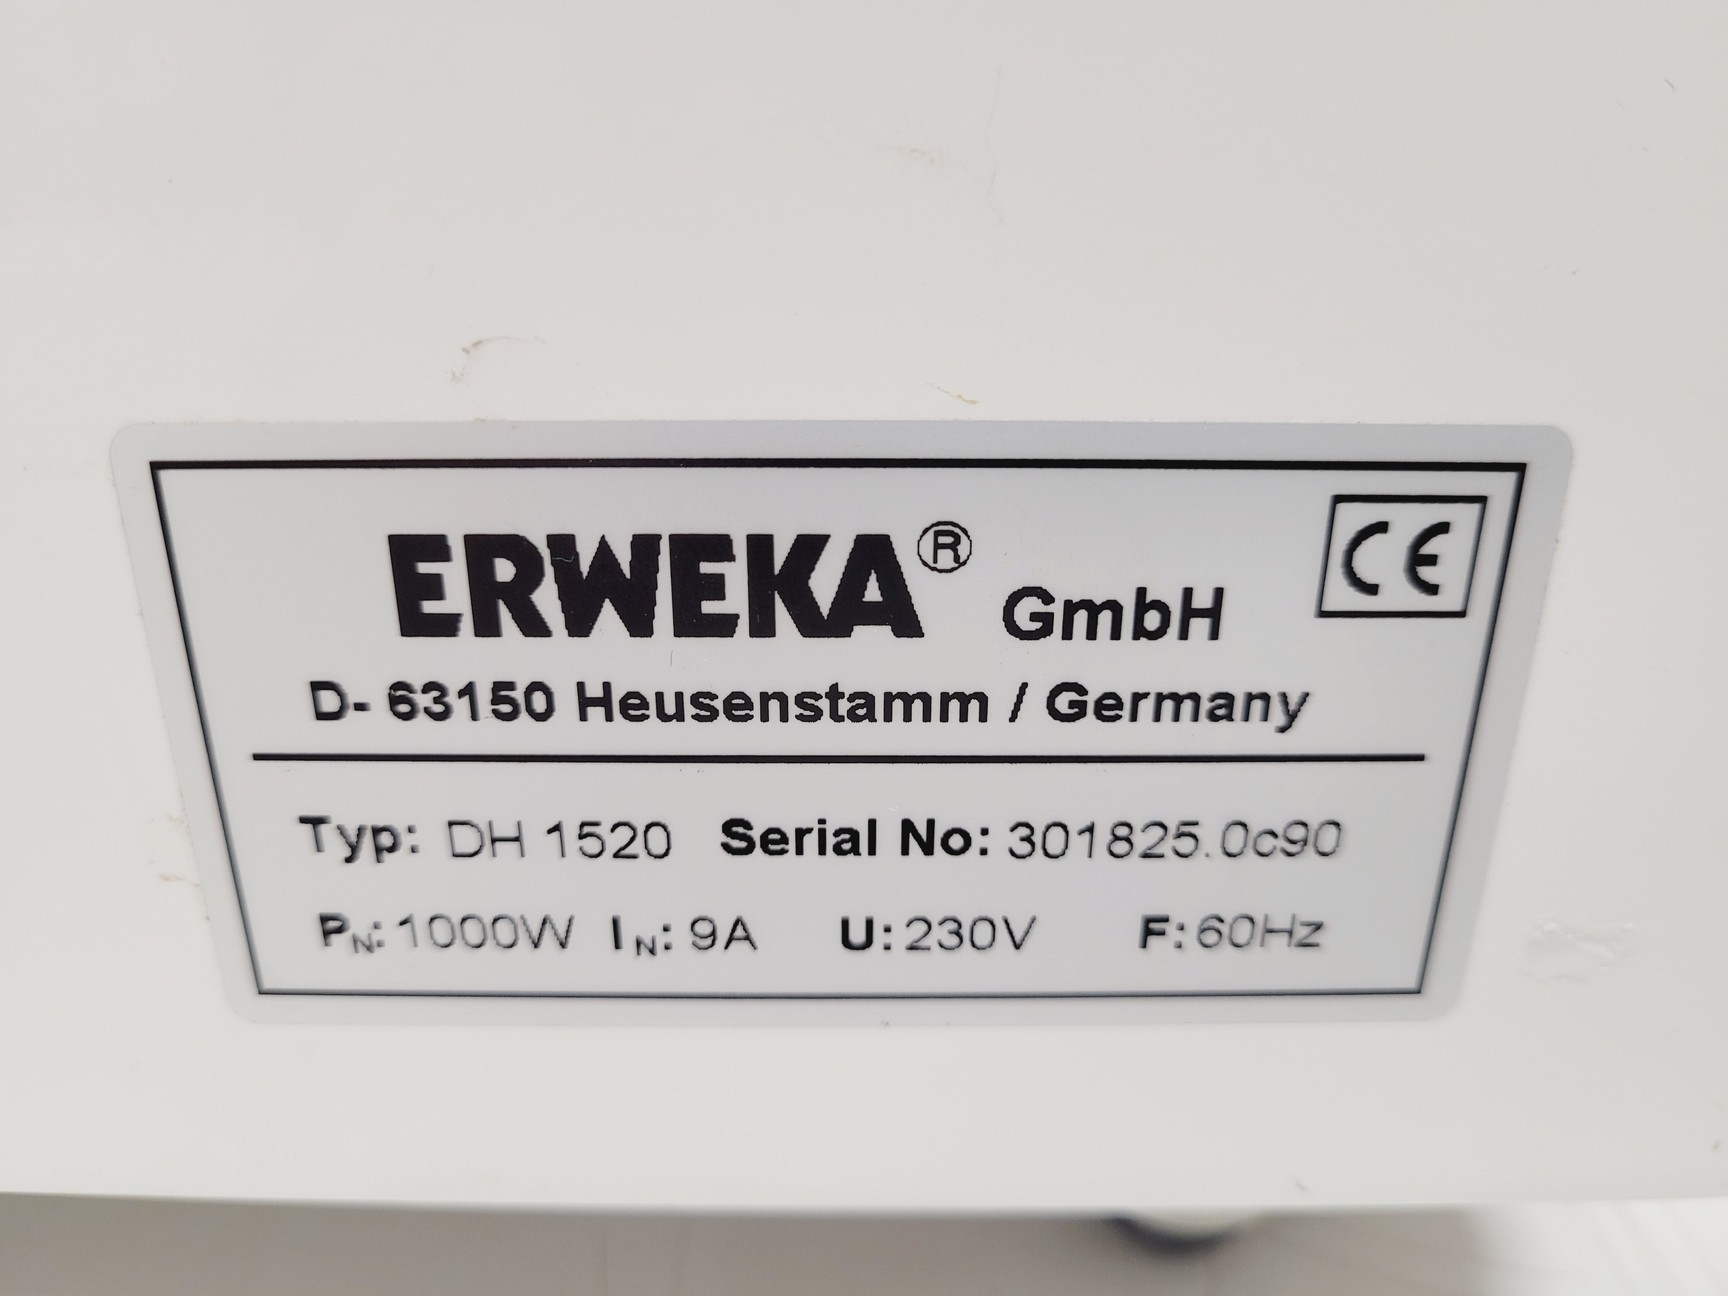 ERWEKA® GmbH CE
D- 63150 Heusenstamm / Germany
Typ: DH 1520 Serial No: 301825.0c90
PN: 1000W IN: 9A U: 230V F: 60Hz